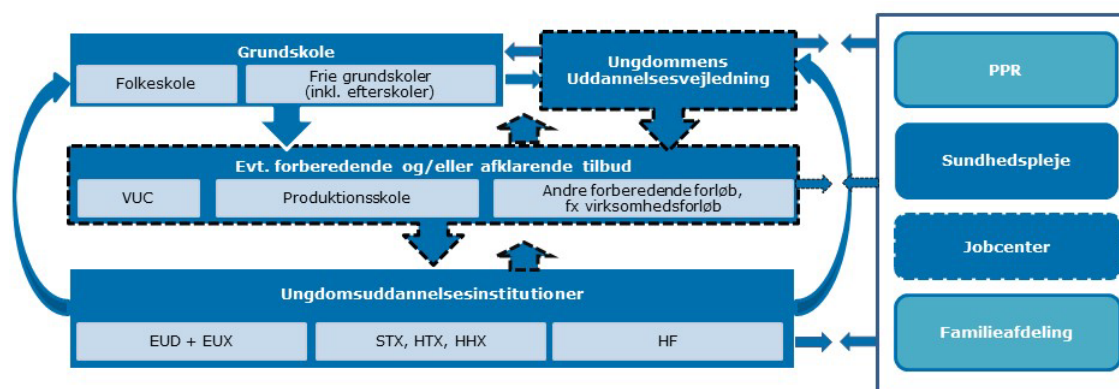 Grundskole
Folkeskole
Frie grundskoler
(inkl. efterskoler)
Ungdommens
Uddannelsesvejledning
Evt. forberedende og/eller afklarende tilbud
VUC
Produktionsskole
Andre forberedende forløb,
fx virksomhedsforløb
Ungdomsuddannelsesinstitutioner
EUD + EUX
STX, HTX, HHX
HF
PPR
Sundhedspleje
Jobcenter
Familieafdeling